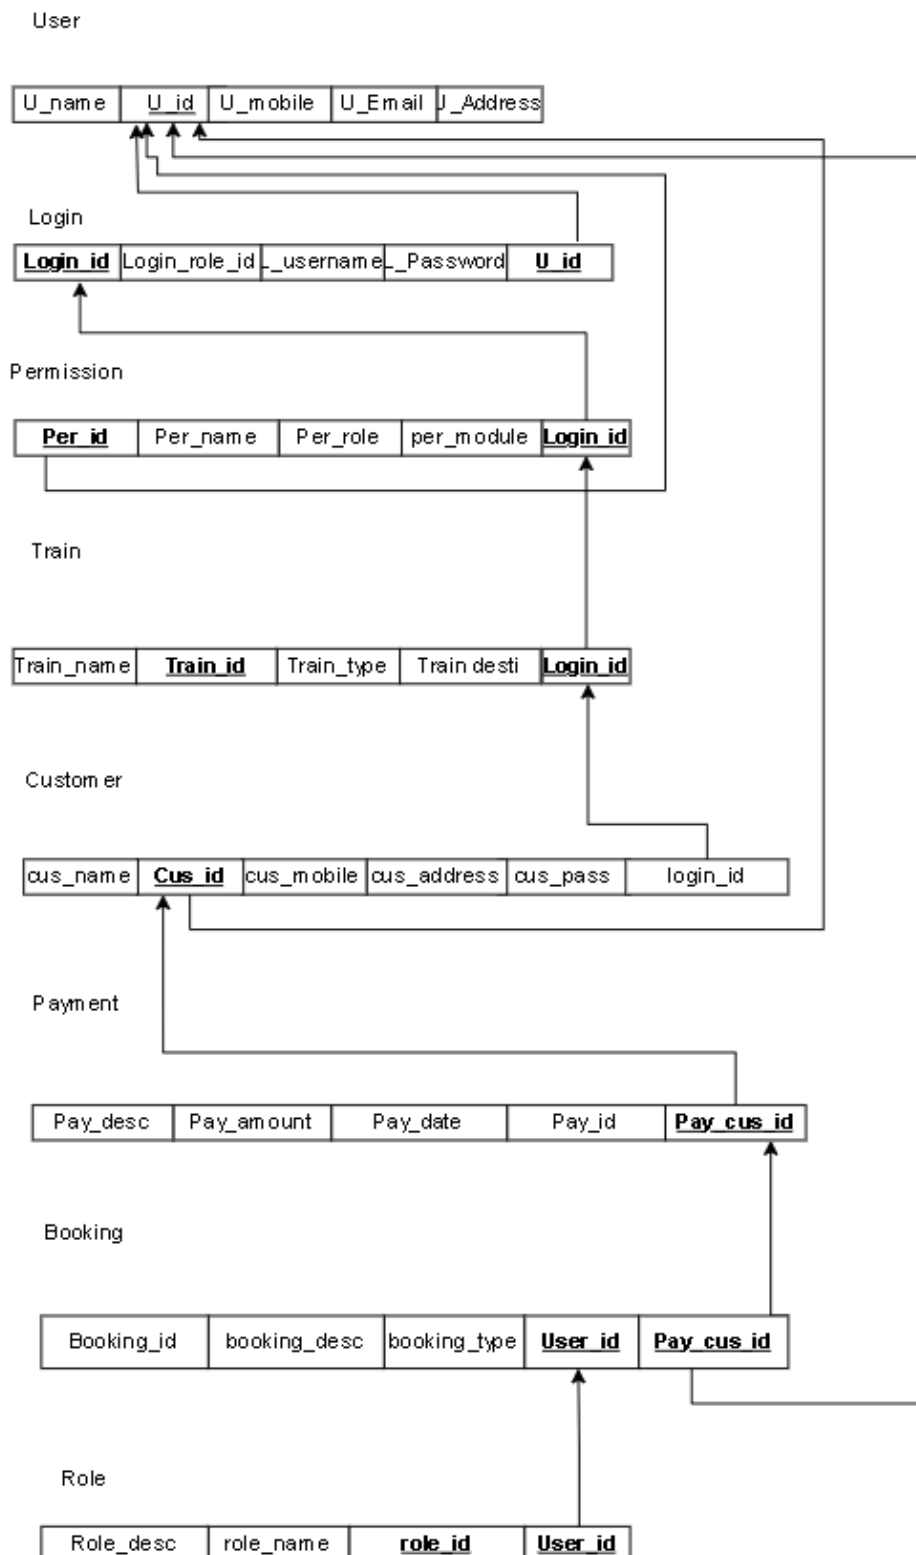 User
U_name U_id U_mobile U_Email J_Address
Login
Login_id Login_role_id L_username L_Password U_id
Permission
Per_id Per_name Per_role per_module Login_id
Train
Train_name Train_id Train_type Train desti Login_id
Customer
cus_name Cus_id cus_mobile cus_address cus_pass login_id
Payment
Pay_desc Pay_amount Pay_date Pay_id Pay_cus_id
Booking
Booking_id booking_desc booking_type User_id Pay_cus_id
Role
Role_desc role_name role_id User_id